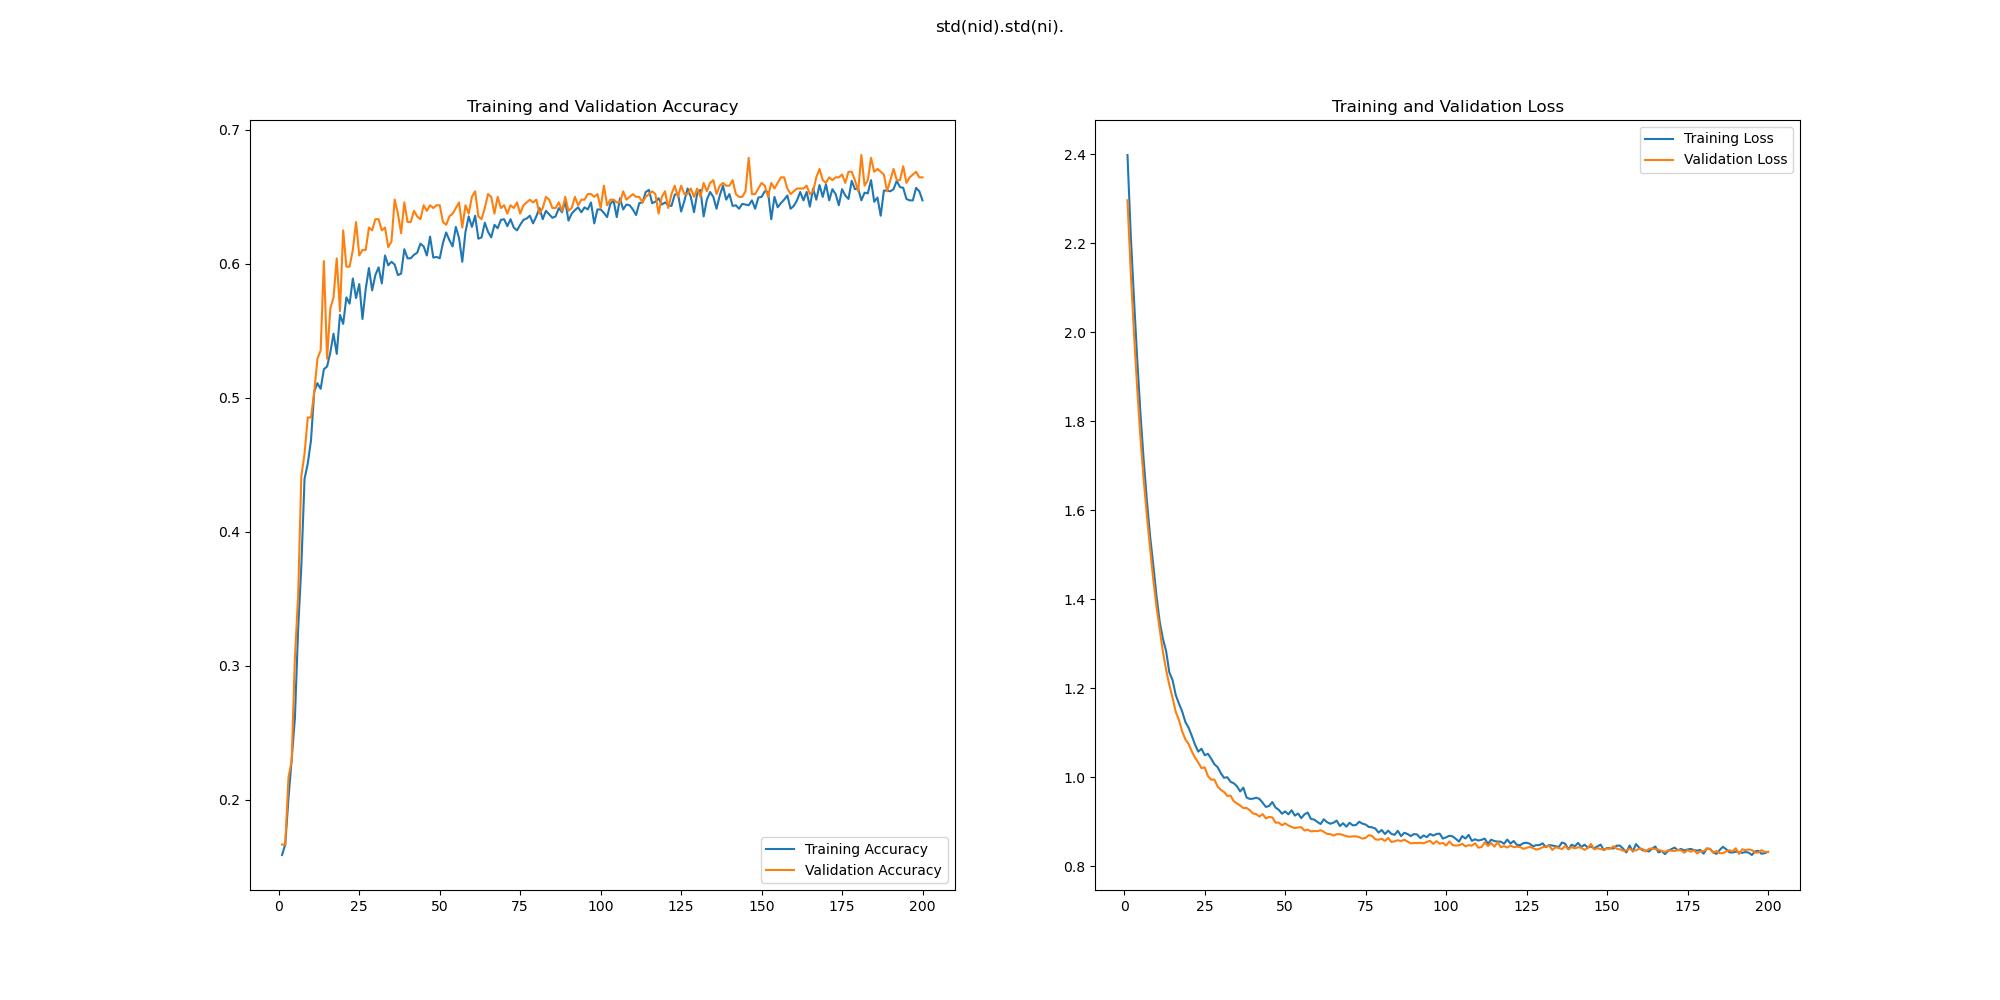 std(nid).std(ni).
Training and Validation Accuracy
0.7
0.6
0.5
0.4
0.3
0.2
0 25 50 75 100 125 150 175 200
Training Accuracy
Validation Accuracy
Training and Validation Loss
2.4
2.2
2.0
1.8
1.6
1.4
1.2
1.0
0.8
0 25 50 75 100 125 150 175 200
Training Loss
Validation Loss